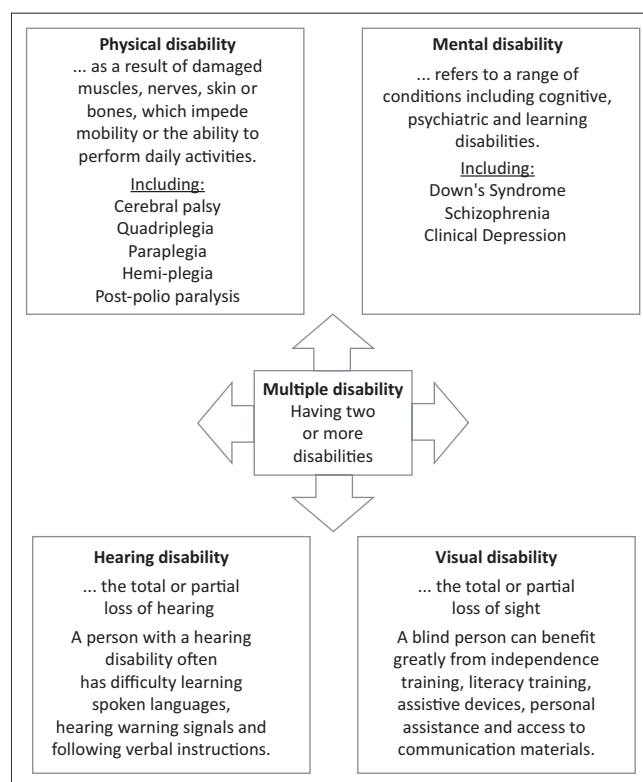 Physical disability
... as a result of damaged
muscles, nerves, skin or
bones, which impede
mobility or the ability to
perform daily activities.
Including:
Cerebral palsy
Quadriplegia
Paraplegia
Hemi-plegia
Post-polio paralysis
Mental disability
... refers to a range of
conditions including cognitive,
psychiatric and learning
disabilities.
Including:
Down's Syndrome
Schizophrenia
Clinical Depression
Multiple disability
Having two
or more
disabilities
Hearing disability
... the total or partial
loss of hearing
A person with a hearing
disability often
has difficulty learning
spoken languages,
hearing warning signals and
following verbal instructions.
Visual disability
... the total or partial
loss of sight
A blind person can benefit
greatly from independence
training, literacy training,
assistive devices, personal
assistance and access to
communication materials.